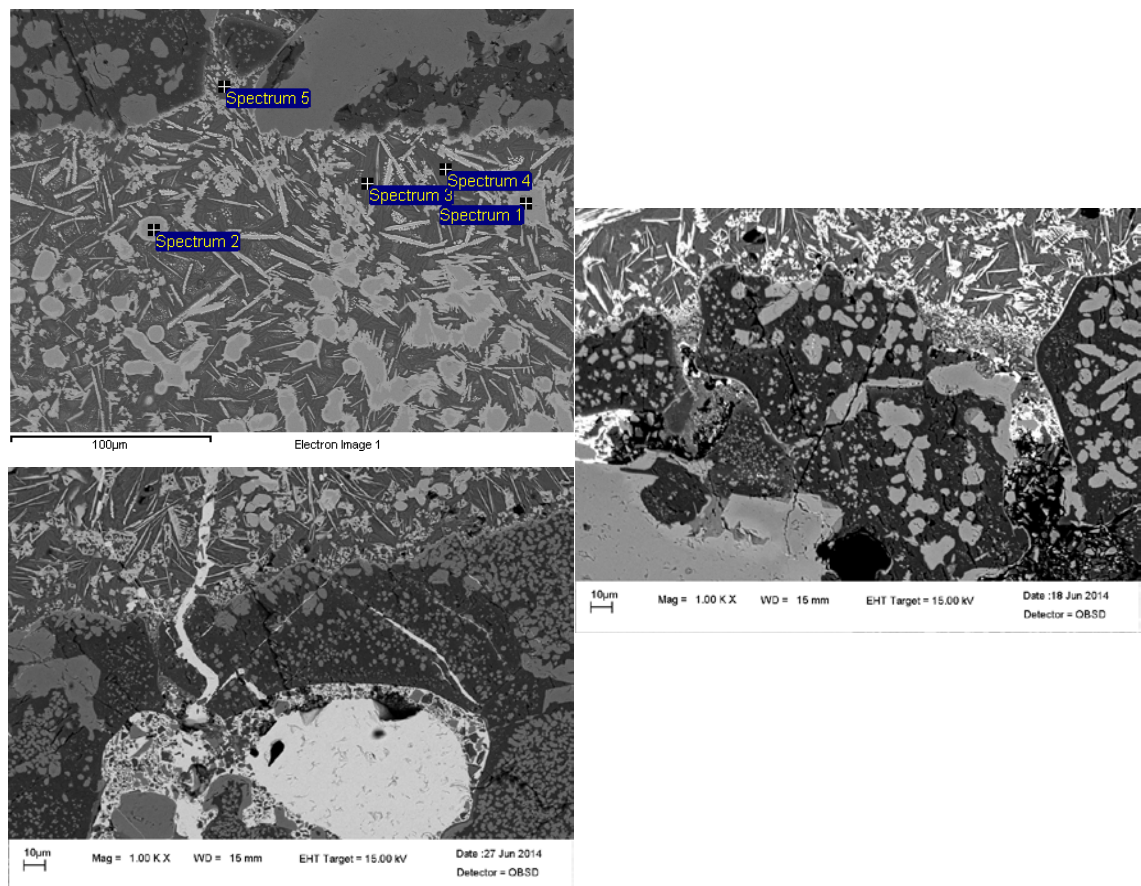 Spectrum 5
Spectrum 4
Spectrum 3
Spectrum 1
Spectrum 2
100µm
Electron Image 1
10µm
Mag = 1.00 K X
WD = 15 mm
EHT Target = 15.00 kV
Date :18 Jun 2014
Detector = OBSD
10µm
Mag = 1.00 K X
WD = 15 mm
EHT Target = 15.00 kV
Date :27 Jun 2014
Detector = OBSD